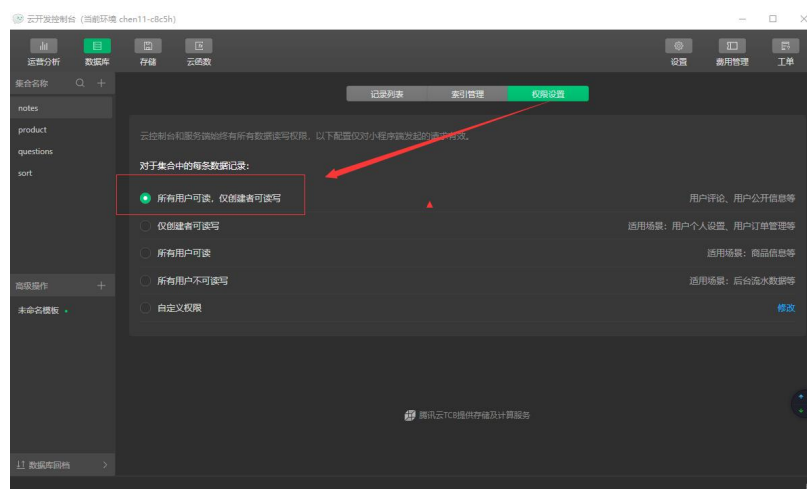 云开发控制台 (当前环境 chen11-c8c5h)
运营分析 数据库 存储 云函数 设置 费用管理 工单
集合名称
记录列表 索引管理 权限设置
notes
product
questions
sort
云控制台和服务端始终有所有数据读写权限，以下配置仅对小程序端发起的请求有效。
对于集合中的每条数据记录：
所有用户可读，仅创建者可读写 用户评论、用户公开信息等
仅创建者可读写 适用场景：用户个人设置、用户订单管理等
所有用户可读 适用场景：商品信息等
所有用户不可读写 适用场景：后台流水数据等
自定义权限 修改
高级操作
未命名模板
腾讯云TCB提供存储及计算服务
数据库回档